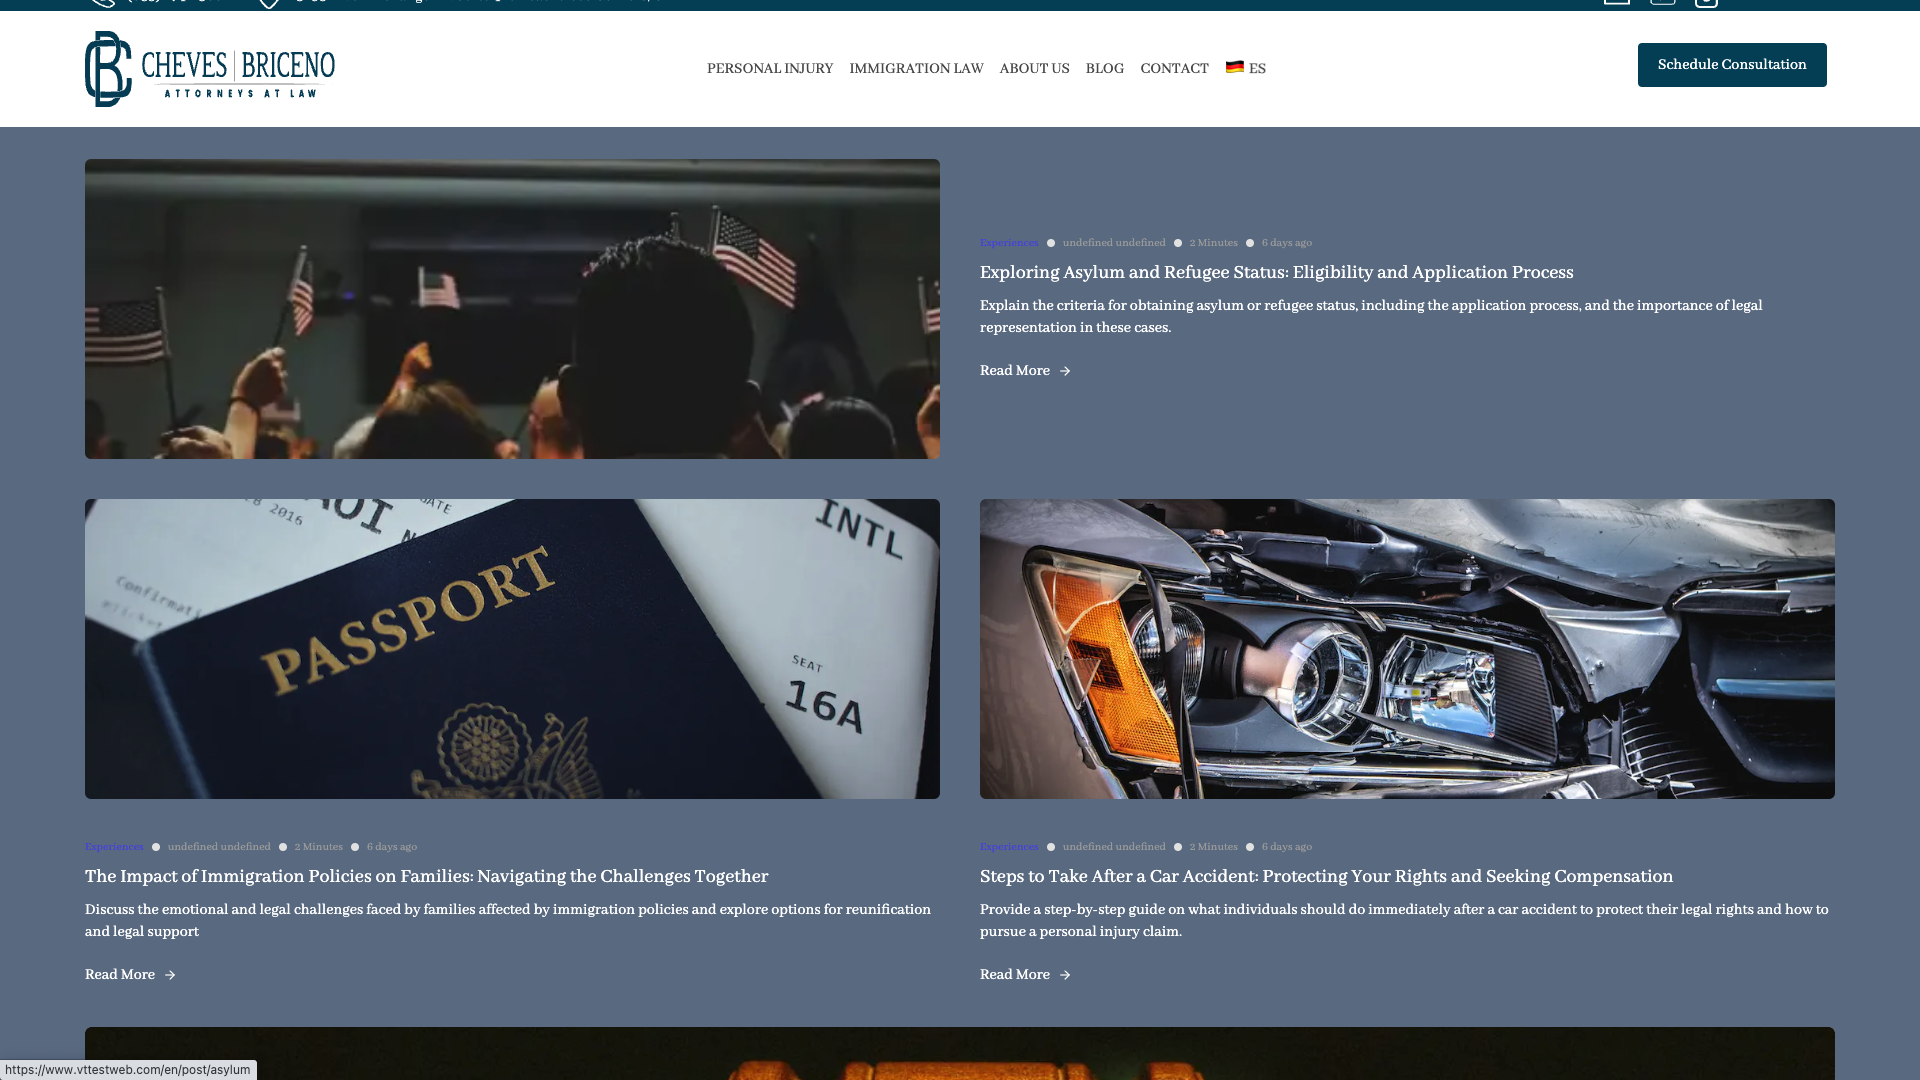 CHEVES BRICENO
ATTORNEYS AT LAW
PERSONAL INJURY
IMMIGRATION LAW
ABOUT US
BLOG
CONTACT
ES
Schedule Consultation
Experiences undefined undefined 2 Minutes 6 days ago
Exploring Asylum and Refugee Status: Eligibility and Application Process
Explain the criteria for obtaining asylum or refugee status, including the application process, and the importance of legal
representation in these cases.
Read More
2016
INTL
PASSPORT
SEAT
16A
Experiences undefined undefined 2 Minutes 6 days ago
The Impact of Immigration Policies on Families: Navigating the Challenges Together
Discuss the emotional and legal challenges faced by families affected by immigration policies and explore options for reunification
and legal support
Read More
Experiences undefined undefined 2 Minutes 6 days ago
Steps to Take After a Car Accident: Protecting Your Rights and Seeking Compensation
Provide a step-by-step guide on what individuals should do immediately after a car accident to protect their legal rights and how to
pursue a personal injury claim.
Read More
https://www.vttestweb.com/en/post/asylum